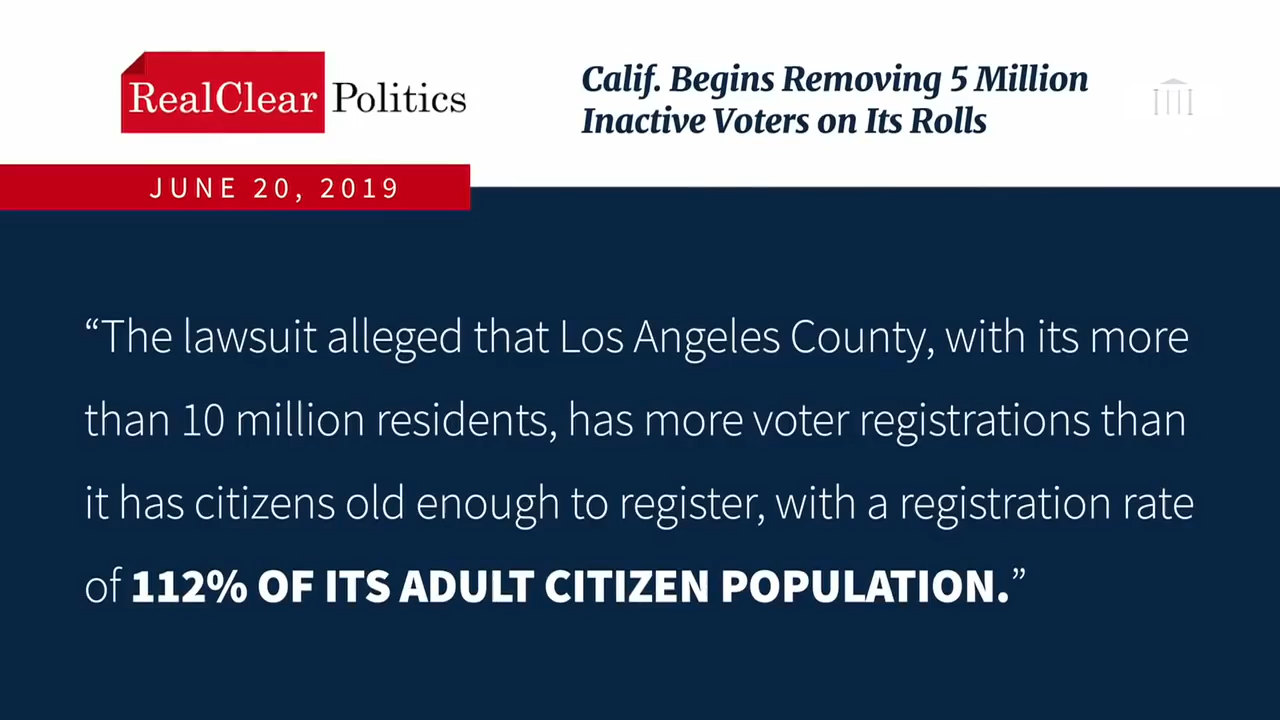 RealClear Politics
Calif. Begins Removing 5 Million
Inactive Voters on Its Rolls
JUNE 20, 2019
“The lawsuit alleged that Los Angeles County, with its more
than 10 million residents, has more voter registrations than
it has citizens old enough to register, with a registration rate
of 112% OF ITS ADULT CITIZEN POPULATION.”